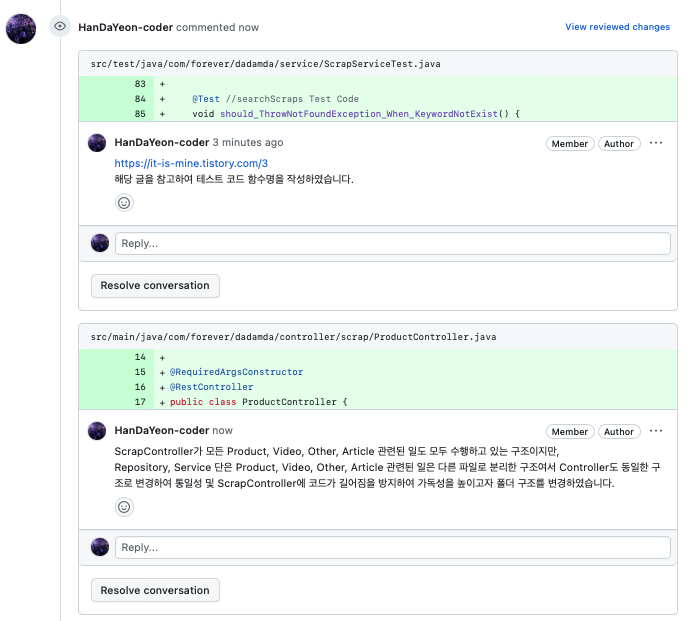 HanDaYeon-coder commented now
View reviewed changes
src/test/java/com/forever/dadamda/service/ScrapServiceTest.java
83 +
84 + @Test //searchScraps Test Code
85 + void should_ThrowNotFoundException_When_KeywordNotExist() {
HanDaYeon-coder 3 minutes ago
Member Author ...
https://it-is-mine.tistory.com/3
해당 글을 참고하여 테스트 코드 함수명을 작성하였습니다.
Reply...
Resolve conversation
src/main/java/com/forever/dadamda/controller/scrap/ProductController.java
14 +
15 + @RequiredArgsConstructor
16 + @RestController
17 + public class ProductController {
HanDaYeon-coder now
Member Author ...
ScrapController가 모든 Product, Video, Other, Article 관련된 일도 모두 수행하고 있는 구조이지만,
Repository, Service 단은 Product, Video, Other, Article 관련된 일은 다른 파일로 분리한 구조여서 Controller도 동일한 구
조로 변경하여 통일성 및 ScrapController에 코드가 길어짐을 방지하여 가독성을 높이고자 폴더 구조를 변경하였습니다.
Reply...
Resolve conversation